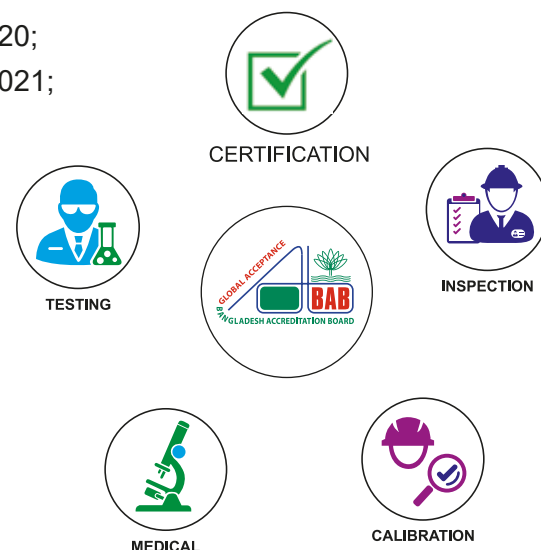 20;
021;
CERTIFICATION
TESTING
INSPECTION
GLOBAL ACCEPTANCE
BAB
BANGLADESH ACCREDITATION BOARD
MEDICAL
CALIBRATION